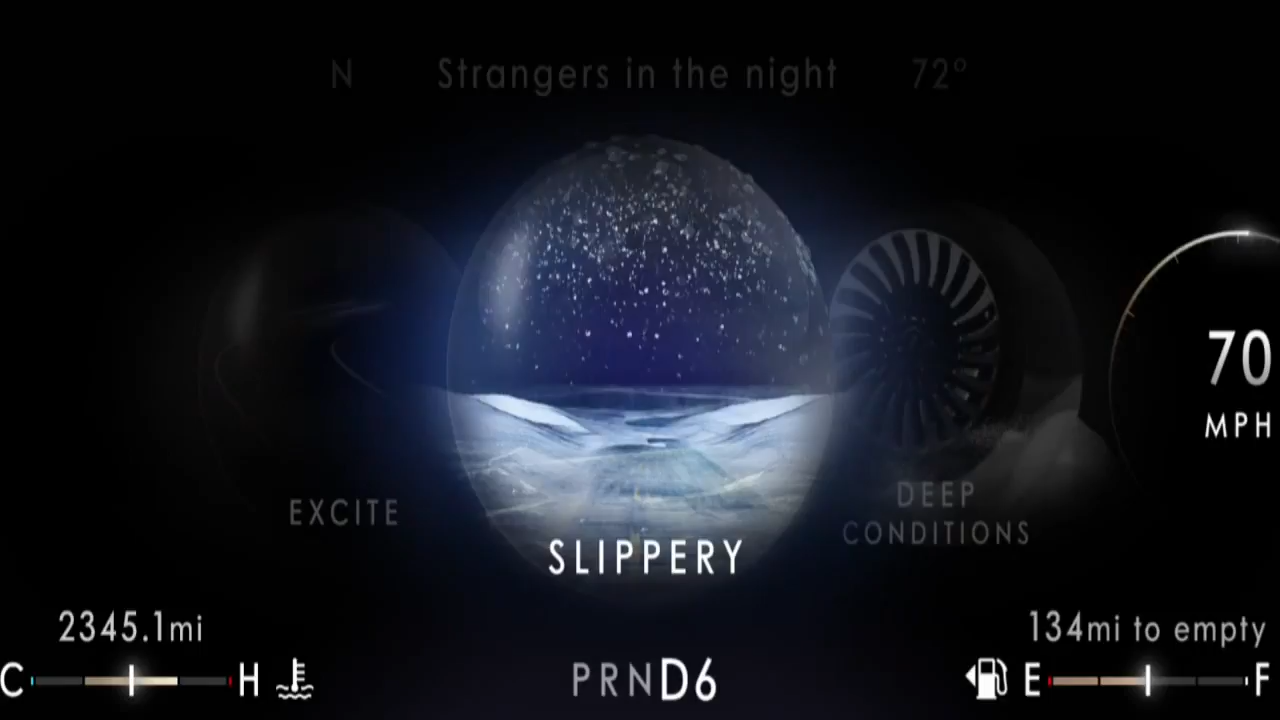 N Strangers in the night 72°
70
MPH
EXCITE
SLIPPERY
DEEP
CONDITIONS
2345.1mi
134mi to empty
C H
PRND6
E F